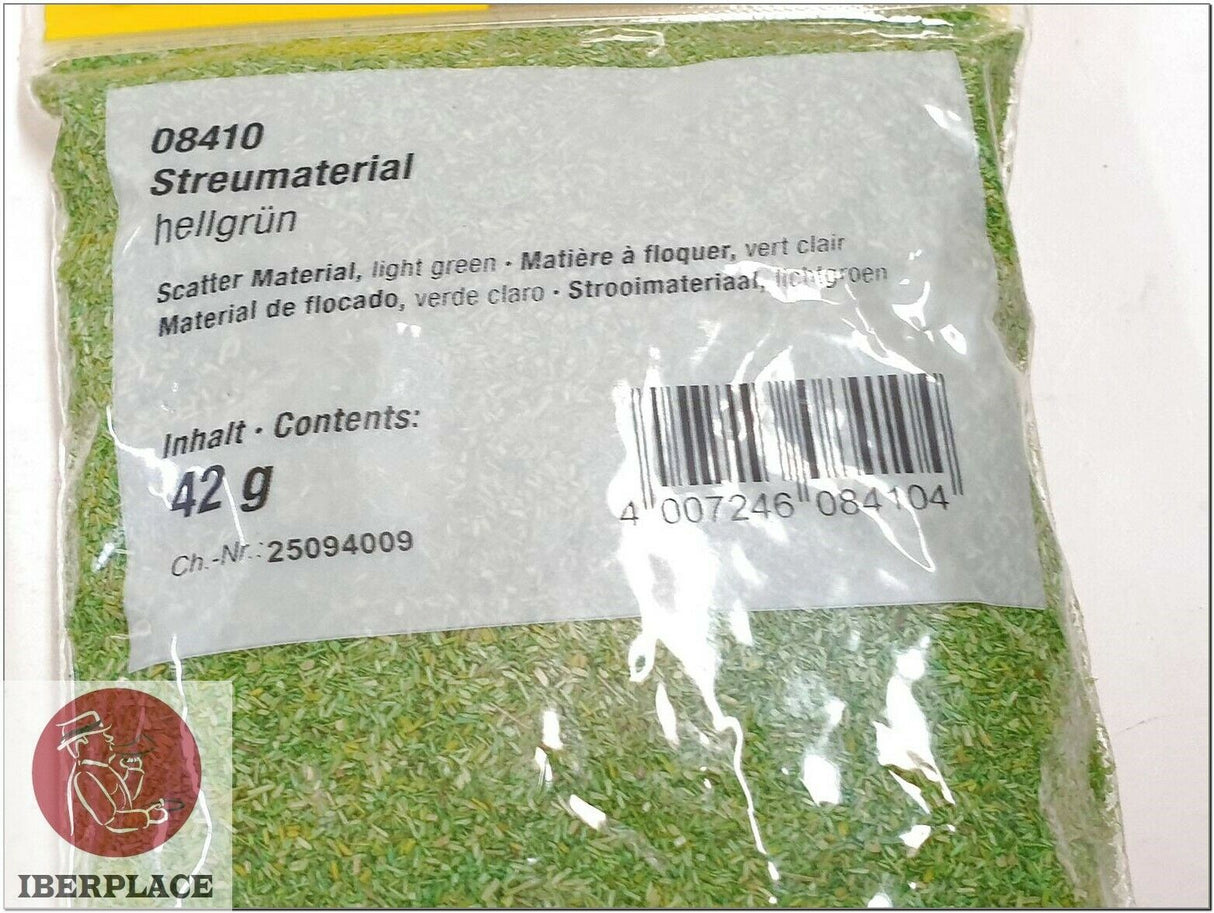 08410
Streumaterial
hellgrün
Scatter Material, light green · Matière à floquer, vert clair
Material de flocado, verde claro · Strooimateriaal, lichtgroen
Inhalt · Contents:
42 g
Ch.-Nr.: 25094009
4 007246 084104
IBERPLACE